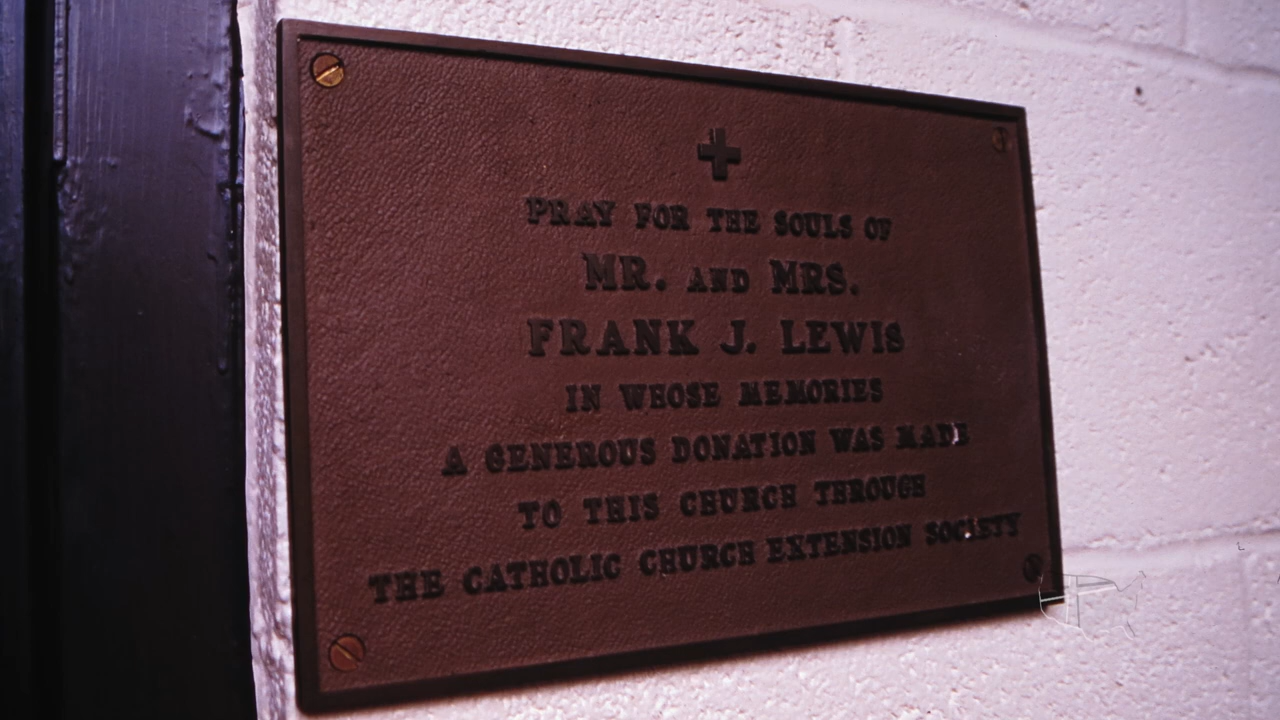 PRAY FOR THE SOULS OF
MR. AND MRS.
FRANK J. LEWIS
IN WHOSE MEMORIES
A GENEROUS DONATION WAS MADE
TO THIS CHURCH THROUGH
THE CATHOLIC CHURCH EXTENSION SOCIETY